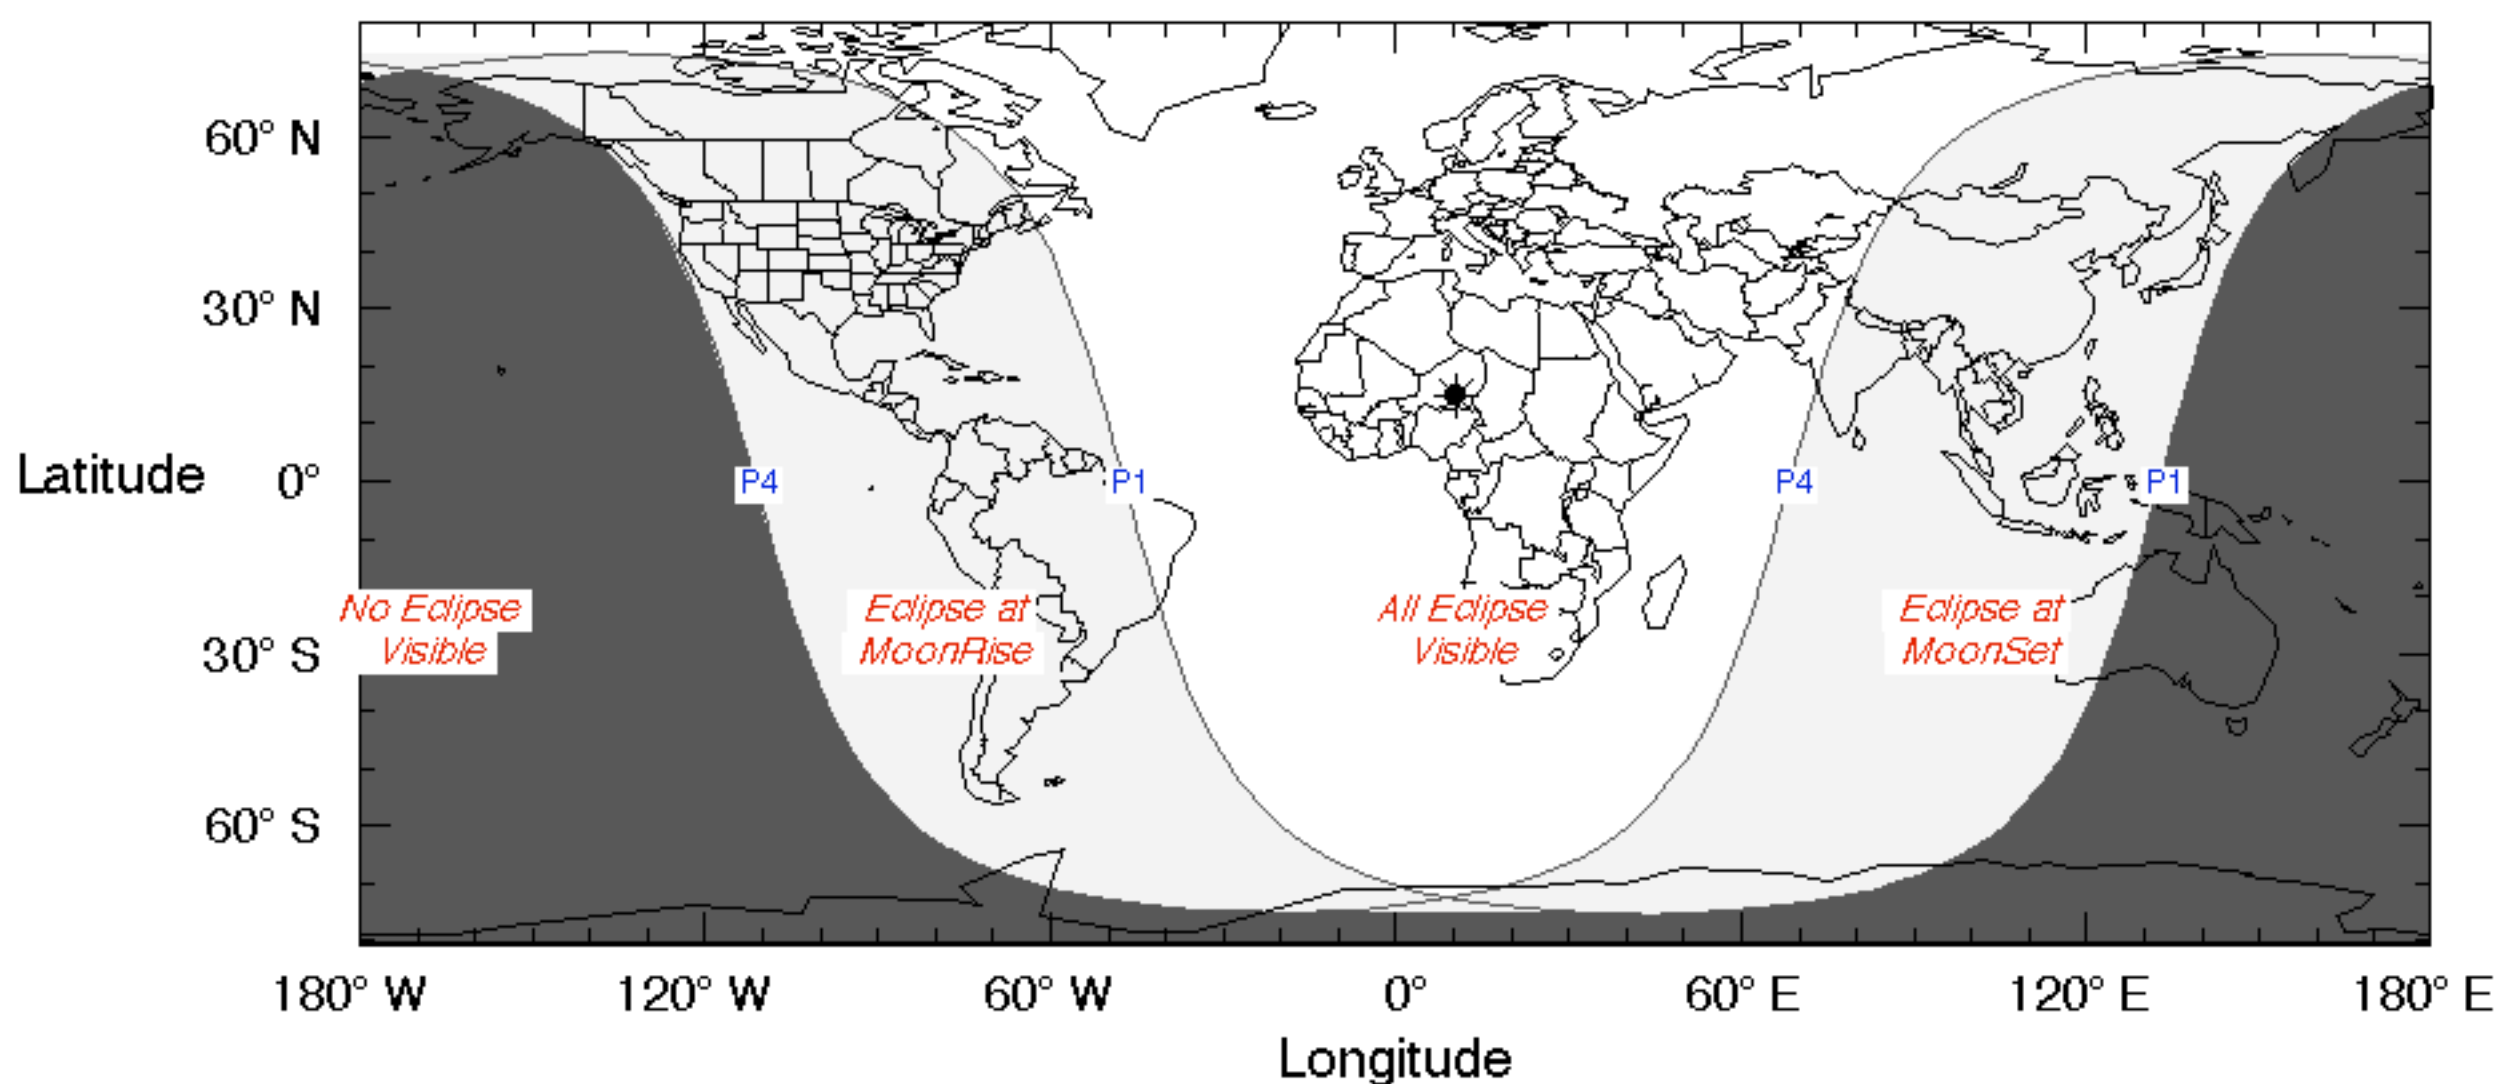 60° N
30° N
Latitude 0°
P4 P1 P4 P1
No Eclipse
Visible
Eclipse at
MoonRise
All Eclipse
Visible
Eclipse at
MoonSet
30° S
60° S
180° W 120° W 60° W 0° 60° E 120° E 180° E
Longitude